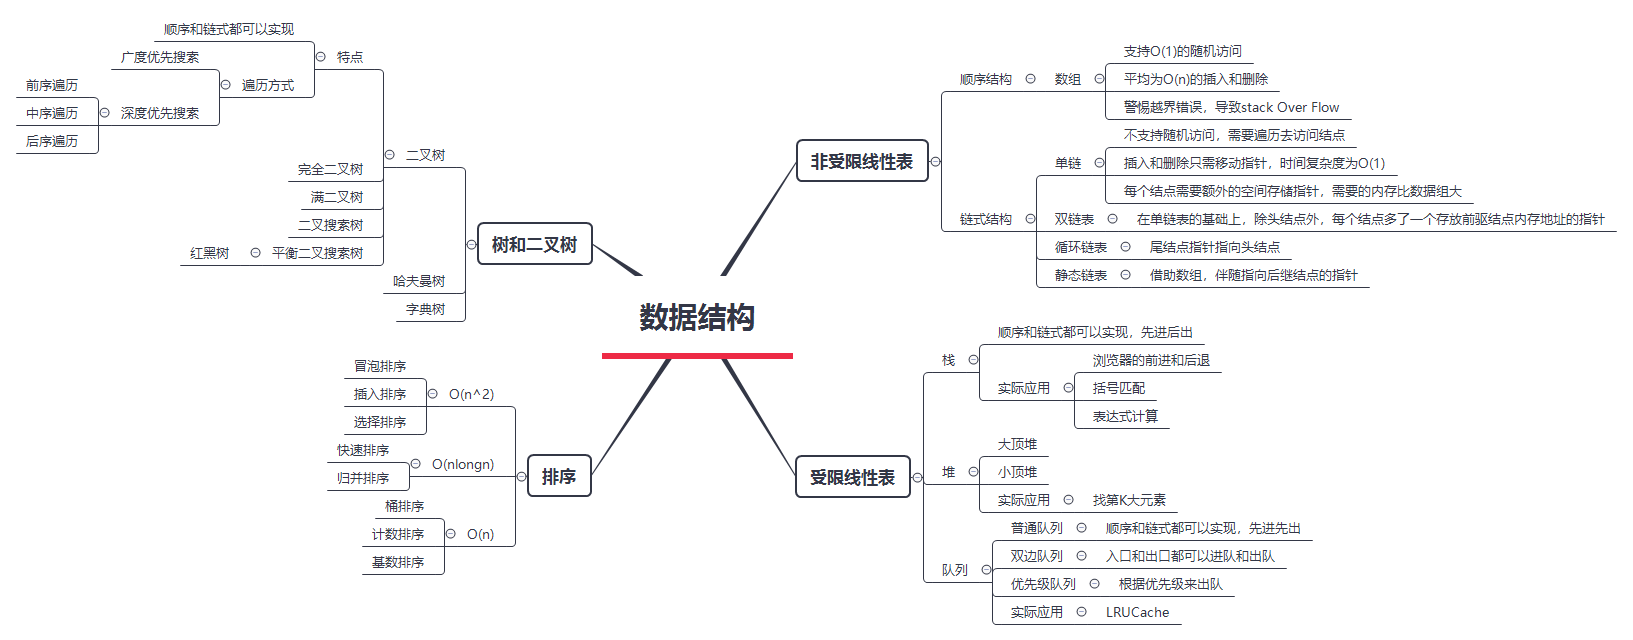 数据结构
非受限线性表
顺序结构
数组
支持O(1)的随机访问
平均为O(n)的插入和删除
警惕越界错误，导致stack Over Flow
链式结构
单链
不支持随机访问，需要遍历去访问结点
插入和删除只需移动指针，时间复杂度为O(1)
每个结点需要额外的空间存储指针，需要的内存比数据组大
双链表
在单链表的基础上，除头结点外，每个结点多了一个存放前驱结点内存地址的指针
循环链表
尾结点指针指向头结点
静态链表
借助数组，伴随指向后继结点的指针
受限线性表
栈
顺序和链式都可以实现，先进后出
实际应用
浏览器的前进和后退
括号匹配
表达式计算
堆
大顶堆
小顶堆
实际应用
找第K大元素
队列
普通队列
顺序和链式都可以实现，先进先出
双边队列
入口和出口都可以进队和出队
优先级队列
根据优先级来出队
实际应用
LRUCache
树和二叉树
二叉树
特点
顺序和链式都可以实现
遍历方式
广度优先搜索
深度优先搜索
前序遍历
中序遍历
后序遍历
完全二叉树
满二叉树
二叉搜索树
平衡二叉搜索树
红黑树
哈夫曼树
字典树
排序
O(n^2)
冒泡排序
插入排序
选择排序
O(nlongn)
快速排序
归并排序
O(n)
桶排序
计数排序
基数排序